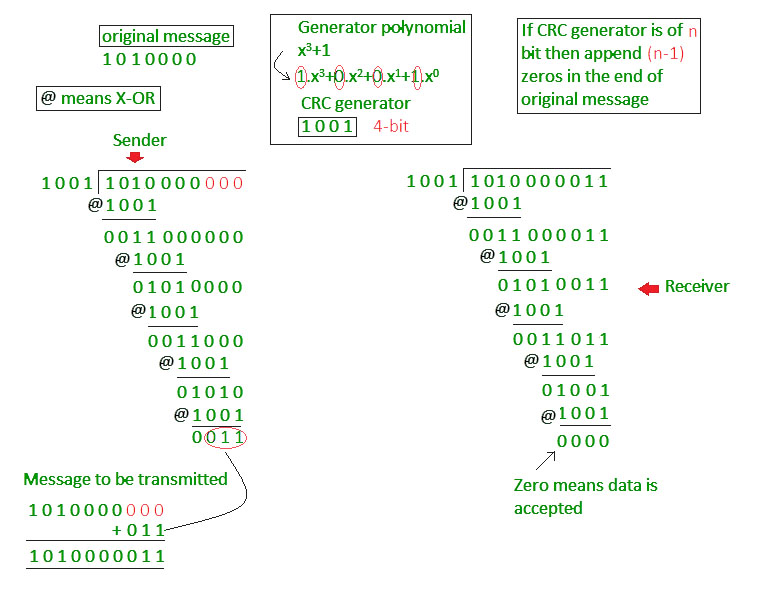 original message
1 0 1 0 0 0 0
@ means X-OR
Generator polynomial
x³+1
1.x³+0.x²+0.x¹+1.x⁰
CRC generator
1 0 0 1 4-bit
If CRC generator is of n
bit then append (n-1)
zeros in the end of
original message
Sender
1 0 0 1 1 0 1 0 0 0 0 0 0 0
@ 1 0 0 1
0 0 1 1 0 0 0 0 0 0
@ 1 0 0 1
0 1 0 1 0 0 0 0
@ 1 0 0 1
0 0 1 1 0 0 0
@ 1 0 0 1
0 1 0 1 0
@ 1 0 0 1
0 0 1 1
Message to be transmitted
1 0 1 0 0 0 0 0 0 0
+ 0 1 1
1 0 1 0 0 0 0 0 1 1
1 0 0 1 1 0 1 0 0 0 0 0 1 1
@ 1 0 0 1
0 0 1 1 0 0 0 0 1 1
@ 1 0 0 1
0 1 0 1 0 0 1 1
Receiver
@ 1 0 0 1
0 0 1 1 0 1 1
@ 1 0 0 1
0 1 0 0 1
@ 1 0 0 1
0 0 0 0
Zero means data is
accepted